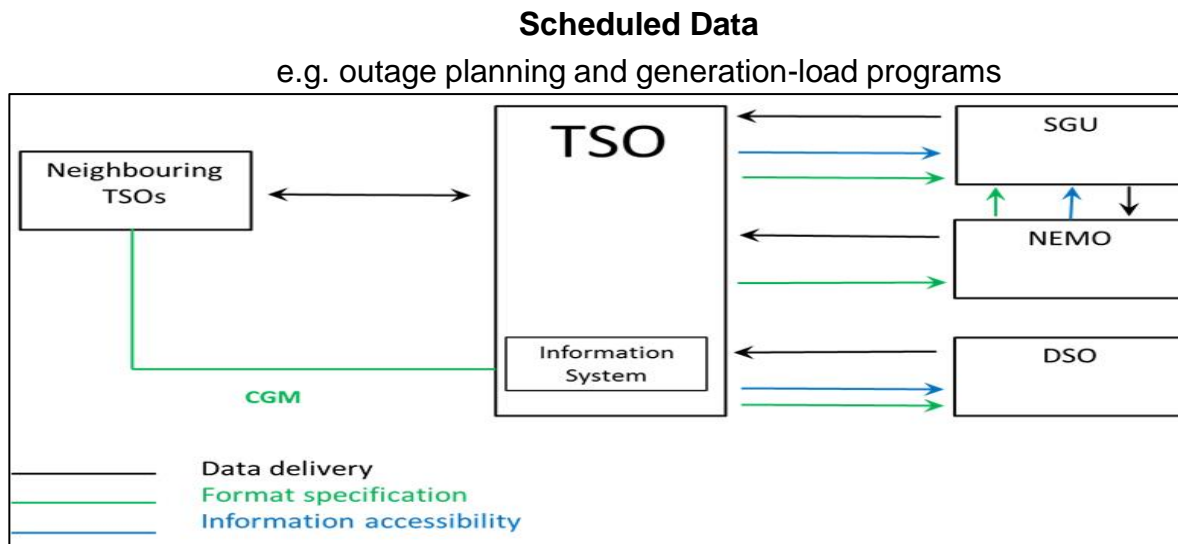 Scheduled Data
e.g. outage planning and generation-load programs
Neighbouring
TSOs
TSO
Information
System
CGM
SGU
NEMO
DSO
Data delivery
Format specification
Information accessibility